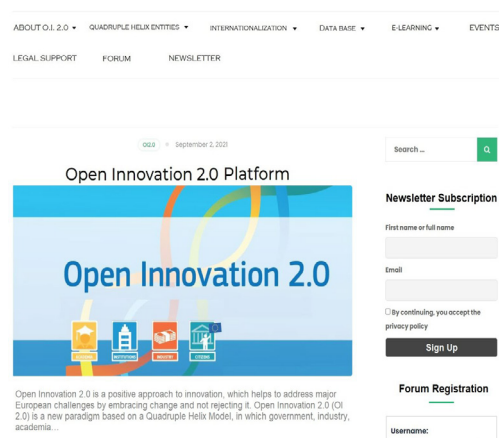 ABOUT O.I. 2.0
QUADRUPLE HELIX ENTITIES
INTERNATIONALIZATION
DATA BASE
E-LEARNING
EVENTS
LEGAL SUPPORT
FORUM
NEWSLETTER
OI2.0
September 2, 2021
Open Innovation 2.0 Platform
Open Innovation 2.0
INSTITUTIONS
INDUSTRY
CITIZENS
Open Innovation 2.0 is a positive approach to innovation, which helps to address major
European challenges by embracing change and not rejecting it. Open Innovation 2.0 (OI
2.0) is a new paradigm based on a Quadruple Helix Model, in which government, industry,
academia…
Search ...
Newsletter Subscription
First name or full name
Email
By continuing, you accept the
privacy policy
Sign Up
Forum Registration
Username: